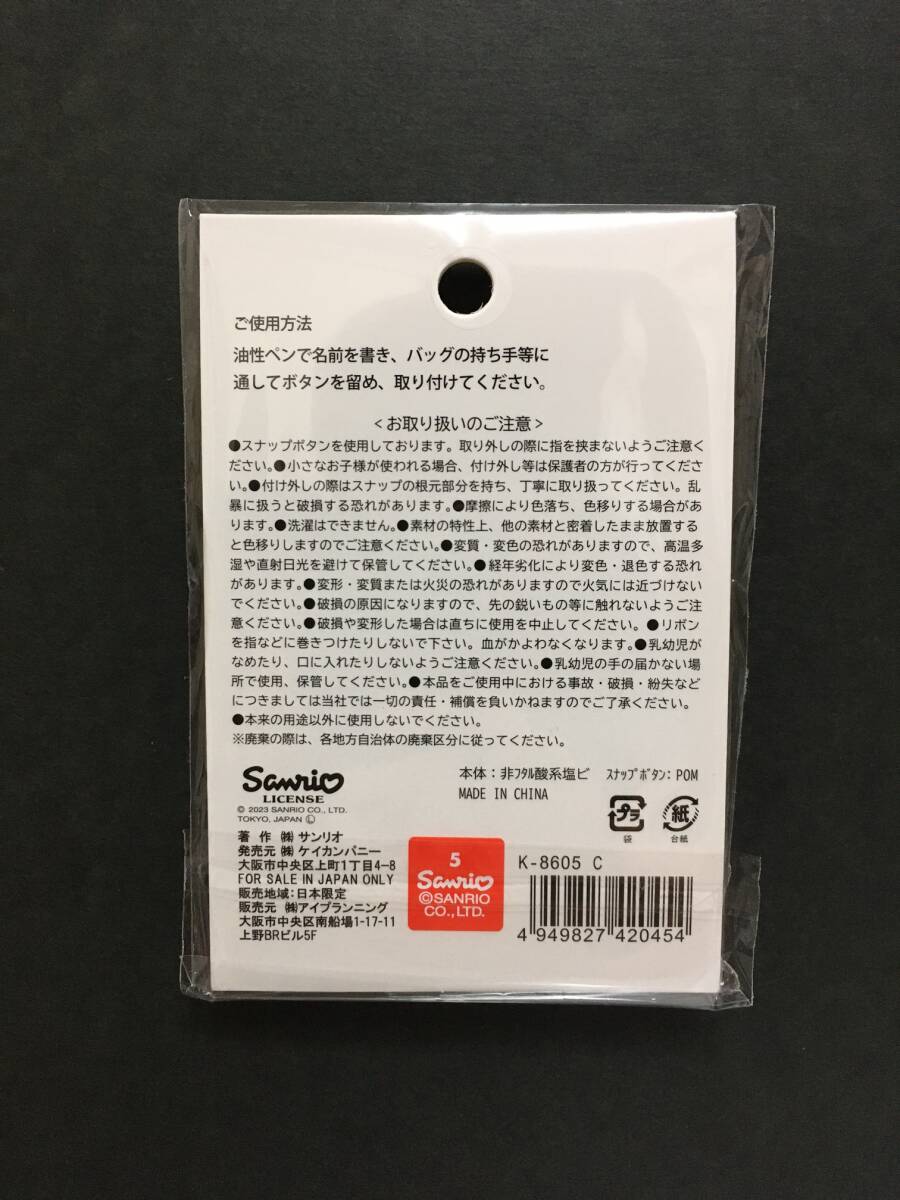 ご使用方法
油性ペンで名前を書き、バッグの持ち手等に
通してボタンを留め、取り付けてください。
＜お取り扱いのご注意＞
●スナップボタンを使用しております。取り外しの際に指を挟まないようご注意く
ださい。●小さなお子様が使われる場合、付け外し等は保護者の方が行ってくださ
い。●付け外しの際はスナップの根元部分を持ち、丁寧に取り扱ってください。乱
暴に扱うと破損する恐れがあります。●摩擦により色落ち、色移りする場合があ
ります。●洗濯はできません。●素材の特性上、他の素材と密着したまま放置する
と色移りしますのでご注意ください。●変質・変色の恐れがありますので、高温多
湿や直射日光を避けて保管してください。●経年劣化により変色・退色する恐れ
があります。●変形・変質または火災の恐れがありますので火気には近づけない
でください。●破損の原因になりますので、先の鋭いもの等に触れないようご注
意ください。●破損や変形した場合は直ちに使用を中止してください。●リボン
を指などに巻きつけたりしないで下さい。血がかよわなくなります。●乳幼児が
なめたり、口に入れたりしないようご注意ください。●乳幼児の手の届かない場
所で使用、保管してください。●本品をご使用中における事故・破損・紛失など
につきましては当社では一切の責任・補償を負いかねますのでご了承ください。
●本来の用途以外に使用しないでください。
※廃棄の際は、各地方自治体の廃棄区分に従ってください。
本体：非フタル酸系塩ビ スナップボタン：POM
MADE IN CHINA
Sanrio
LICENSE
© 2023 SANRIO CO., LTD.
TOKYO, JAPAN Ⓛ
プラ
袋
紙
台紙
著 作 ㈱ サンリオ
発売元 ㈱ ケイカンパニー
大阪市中央区上町1丁目4-8
FOR SALE IN JAPAN ONLY
販売地域：日本限定
販売元 ㈱アイプランニング
大阪市中央区南船場1-17-11
上野BRビル5F
5
Sanrio
©SANRIO
CO., LTD.
K-8605 C
4 949827 420454